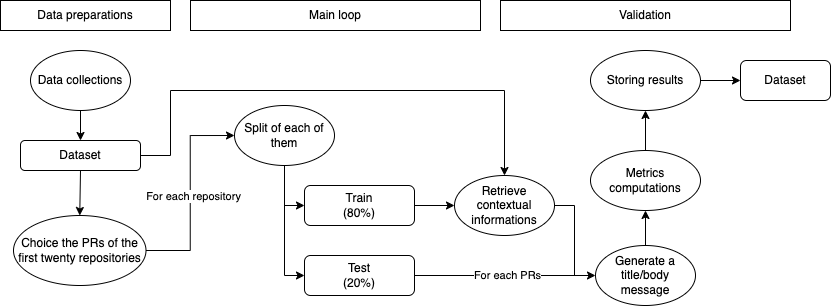 Data preparations
Main loop
Validation
Data collections
Dataset
Choice the PRs of the
first twenty repositories
For each repository
Split of each of
them
Train
(80%)
Test
(20%)
Retrieve
contextual
informations
For each PRs
Generate a
title/body
message
Metrics
computations
Storing results
Dataset